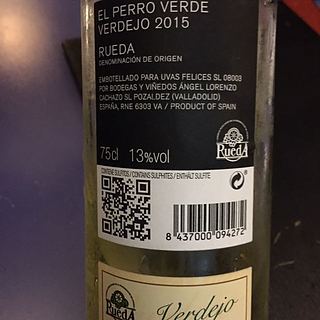 EL PERRO VERDE
VERDEJO 2015
RUEDA
DENOMINACIÓN DE ORIGEN
EMBOTELLADO PARA UVAS FELICES SL 08003
POR BODEGAS Y VIÑEDOS ÁNGEL LORENZO
CACHAZO SL POZALDEZ (VALLADOLID)
ESPAÑA, RNE 6303 VA / PRODUCT OF SPAIN
75cl 13%vol
RuedA
CONTIENE SULFITOS / CONTAINS SULPHITES / ENTHÄLT SULFITE
8 437000 094272
RuedA
Verdejo